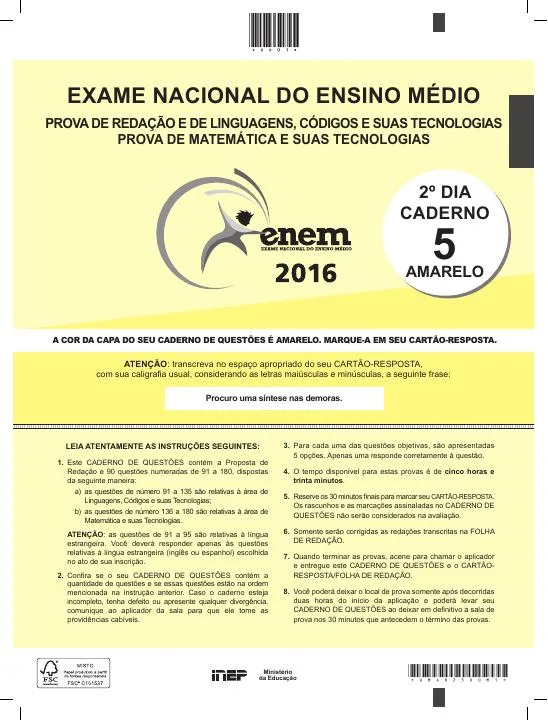 * 0 0 0 1 *
EXAME NACIONAL DO ENSINO MÉDIO
PROVA DE REDAÇÃO E DE LINGUAGENS, CÓDIGOS E SUAS TECNOLOGIAS
PROVA DE MATEMÁTICA E SUAS TECNOLOGIAS
enem
EXAME NACIONAL DO ENSINO MÉDIO
2016
2º DIA
CADERNO
5
AMARELO
A COR DA CAPA DO SEU CADERNO DE QUESTÕES É AMARELO. MARQUE-A EM SEU CARTÃO-RESPOSTA.
ATENÇÃO: transcreva no espaço apropriado do seu CARTÃO-RESPOSTA,
com sua caligrafia usual, considerando as letras maiúsculas e minúsculas, a seguinte frase:
Procuro uma síntese nas demoras.
LEIA ATENTAMENTE AS INSTRUÇÕES SEGUINTES:
1. Este CADERNO DE QUESTÕES contém a Proposta de
Redação e 90 questões numeradas de 91 a 180, dispostas
da seguinte maneira:
a) as questões de número 91 a 135 são relativas à área de
Linguagens, Códigos e suas Tecnologias;
b) as questões de número 136 a 180 são relativas à área de
Matemática e suas Tecnologias.
ATENÇÃO: as questões de 91 a 95 são relativas à língua
estrangeira. Você deverá responder apenas às questões
relativas à língua estrangeira (inglês ou espanhol) escolhida
no ato de sua inscrição.
2. Confira se o seu CADERNO DE QUESTÕES contém a
quantidade de questões e se essas questões estão na ordem
mencionada na instrução anterior. Caso o caderno esteja
incompleto, tenha defeito ou apresente qualquer divergência,
comunique ao aplicador da sala para que ele tome as
providências cabíveis.
3. Para cada uma das questões objetivas, são apresentadas
5 opções. Apenas uma responde corretamente à questão.
4. O tempo disponível para estas provas é de cinco horas e
trinta minutos.
5. Reserve os 30 minutos finais para marcar seu CARTÃO-RESPOSTA.
Os rascunhos e as marcações assinaladas no CADERNO DE
QUESTÕES não serão considerados na avaliação.
6. Somente serão corrigidas as redações transcritas na FOLHA
DE REDAÇÃO.
7. Quando terminar as provas, acene para chamar o aplicador
e entregue este CADERNO DE QUESTÕES e o CARTÃO-
RESPOSTA/FOLHA DE REDAÇÃO.
8. Você poderá deixar o local de prova somente após decorridas
duas horas do início da aplicação e poderá levar seu
CADERNO DE QUESTÕES ao deixar em definitivo a sala de
prova nos 30 minutos que antecedem o término das provas.
FSC
MISTO
Papel produzido a partir
de fontes responsáveis
FSC® C101537
INEP
Ministério
da Educação